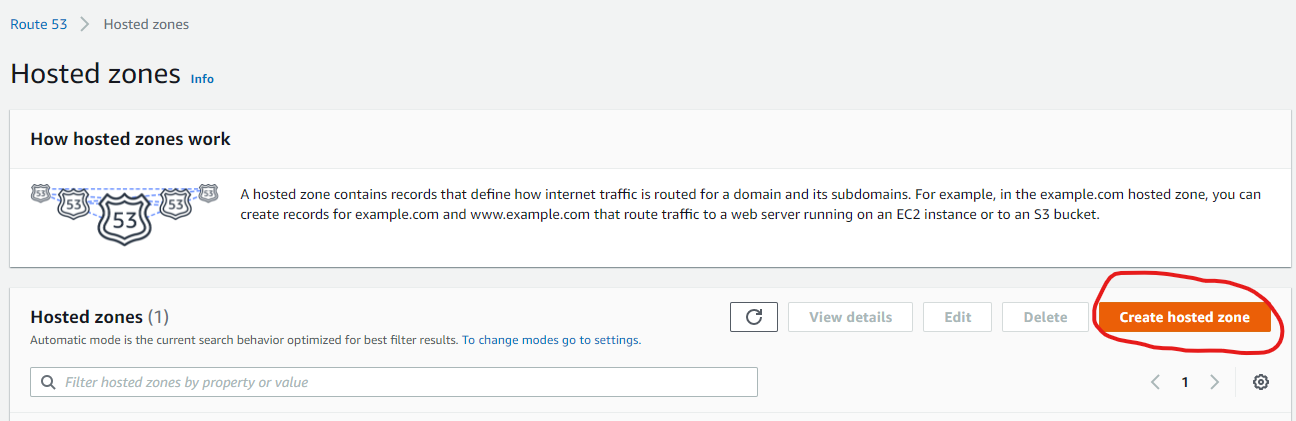 Route 53 Hosted zones
Hosted zones Info
How hosted zones work
53 53 53 53 53
A hosted zone contains records that define how internet traffic is routed for a domain and its subdomains. For example, in the example.com hosted zone, you can
create records for example.com and www.example.com that route traffic to a web server running on an EC2 instance or to an S3 bucket.
Hosted zones (1)
View details Edit Delete Create hosted zone
Automatic mode is the current search behavior optimized for best filter results. To change modes go to settings.
Filter hosted zones by property or value
1